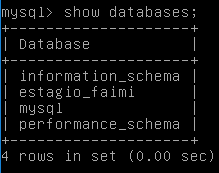 mysql> show databases;
+--------------------+
| Database           |
+--------------------+
| information_schema |
| estagio_faimi      |
| mysql              |
| performance_schema |
+--------------------+
4 rows in set (0.00 sec)